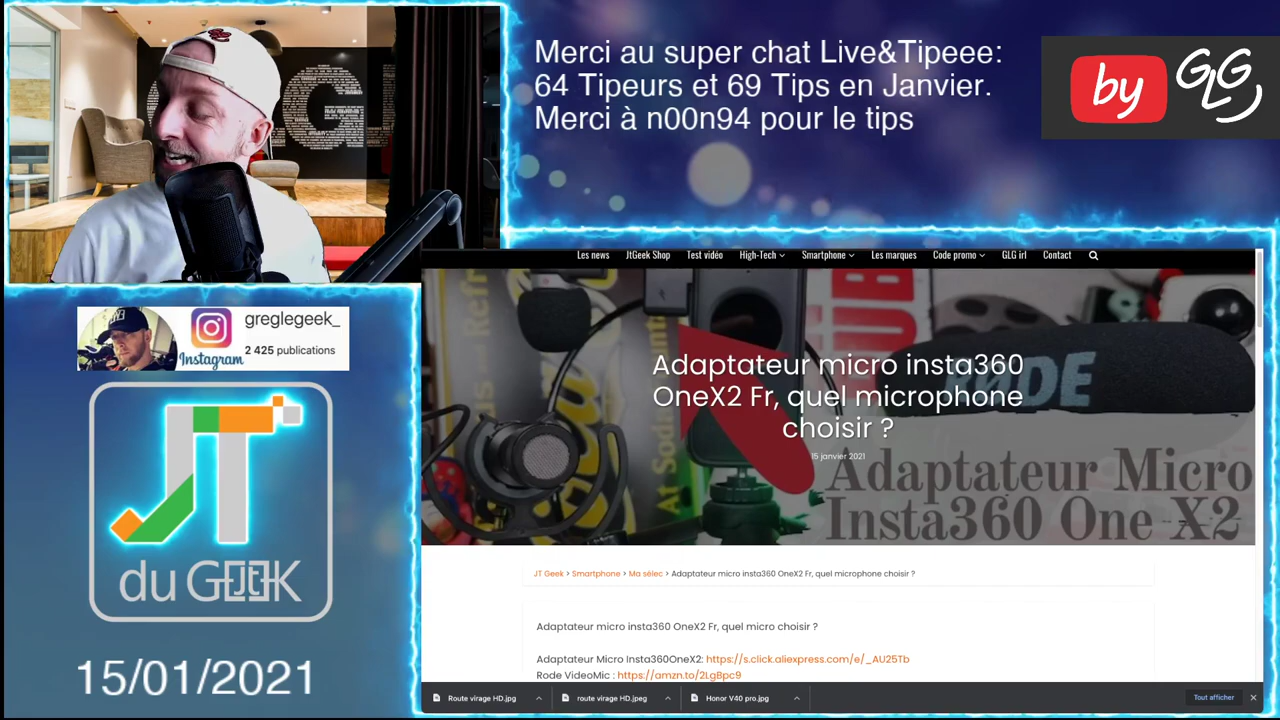 Merci au super chat Live&Tipeee:
64 Tipeurs et 69 Tips en Janvier.
Merci à n00n94 pour le tips
by GLG
greglegeek_
2 425 publications
Instagram
JT
du GEEK
15/01/2021
Les news JtGeek Shop Test vidéo High-Tech Smartphone Les marques Code promo GLG irl Contact
RODE
Adaptateur micro insta360
OneX2 Fr, quel microphone
choisir ?
15 janvier 2021
Adaptateur Micro
Insta360 One X2
JT Geek > Smartphone > Ma sélec > Adaptateur micro insta360 OneX2 Fr, quel microphone choisir ?
Adaptateur micro insta360 OneX2 Fr, quel micro choisir ?
Adaptateur Micro Insta360OneX2: https://s.click.aliexpress.com/e/_AU25Tb
Rode VideoMic : https://amzn.to/2LgBpc9
Route virage HD.jpg route virage HD.jpeg Honor V40 pro.jpg Tout afficher